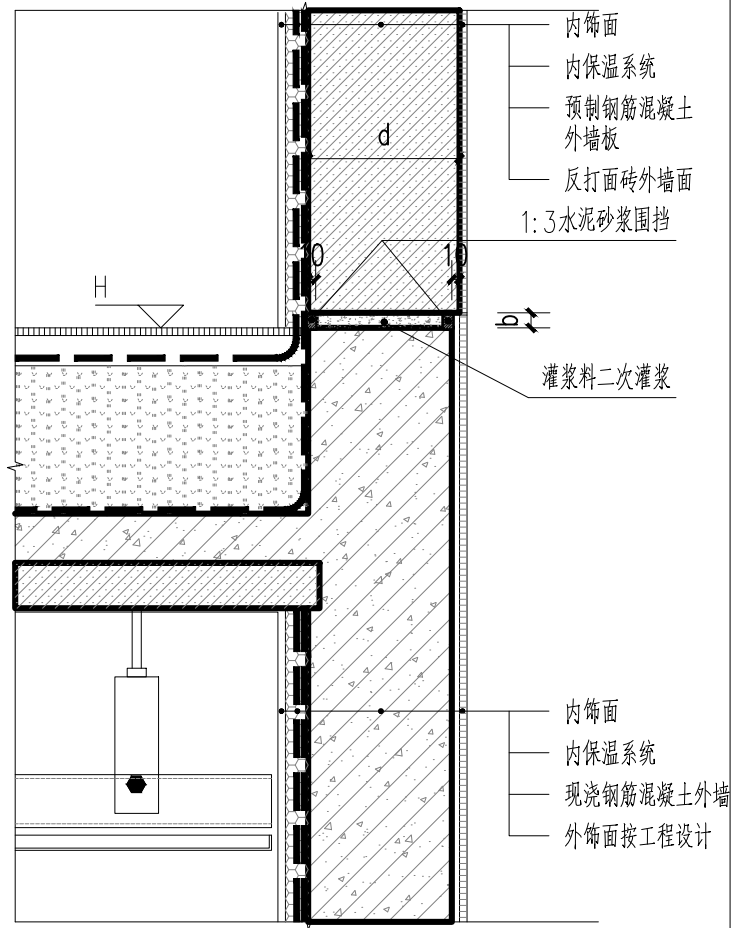 内饰面
内保温系统
预制钢筋混凝土
外墙板
反打面砖外墙面
d
1:3水泥砂浆围挡
10
10
H
b
灌浆料二次灌浆
内饰面
内保温系统
现浇钢筋混凝土外墙
外饰面按工程设计